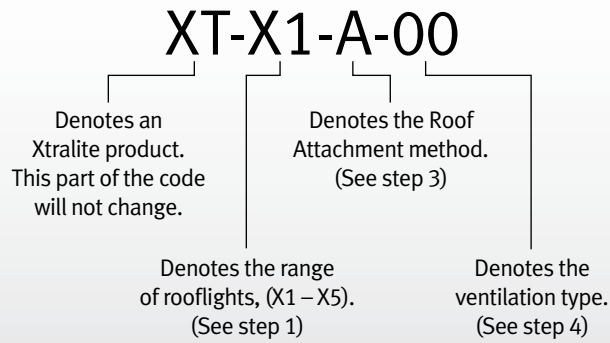 XT-X1-A-00
Denotes an
Xtralite product.
This part of the code
will not change.
Denotes the Roof
Attachment method.
(See step 3)
Denotes the range
of rooflights, (X1 – X5).
(See step 1)
Denotes the
ventilation type.
(See step 4)